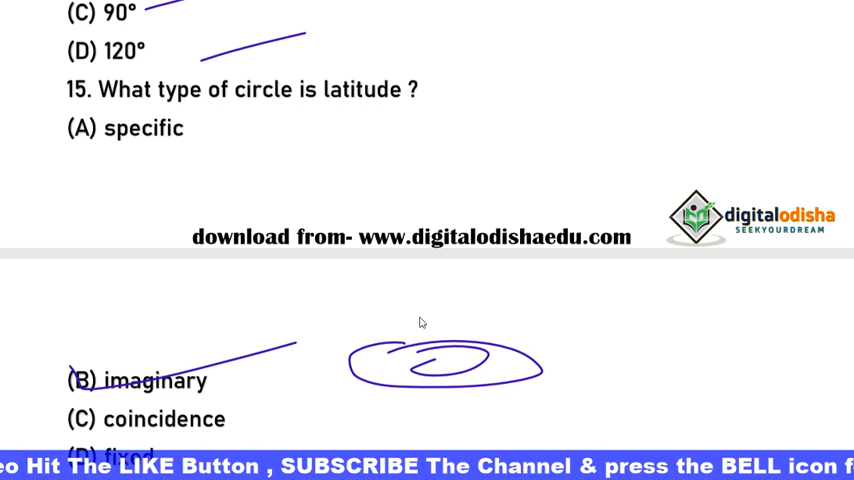 (C) 90°
(D) 120°
15. What type of circle is latitude ?
(A) specific
digitalodisha
SEEKYOURDREAM
download from- www.digitalodishaedu.com
(B) imaginary
(C) coincidence
(D) fixed
eo Hit The LIKE Button , SUBSCRIBE The Channel & press the BELL icon f